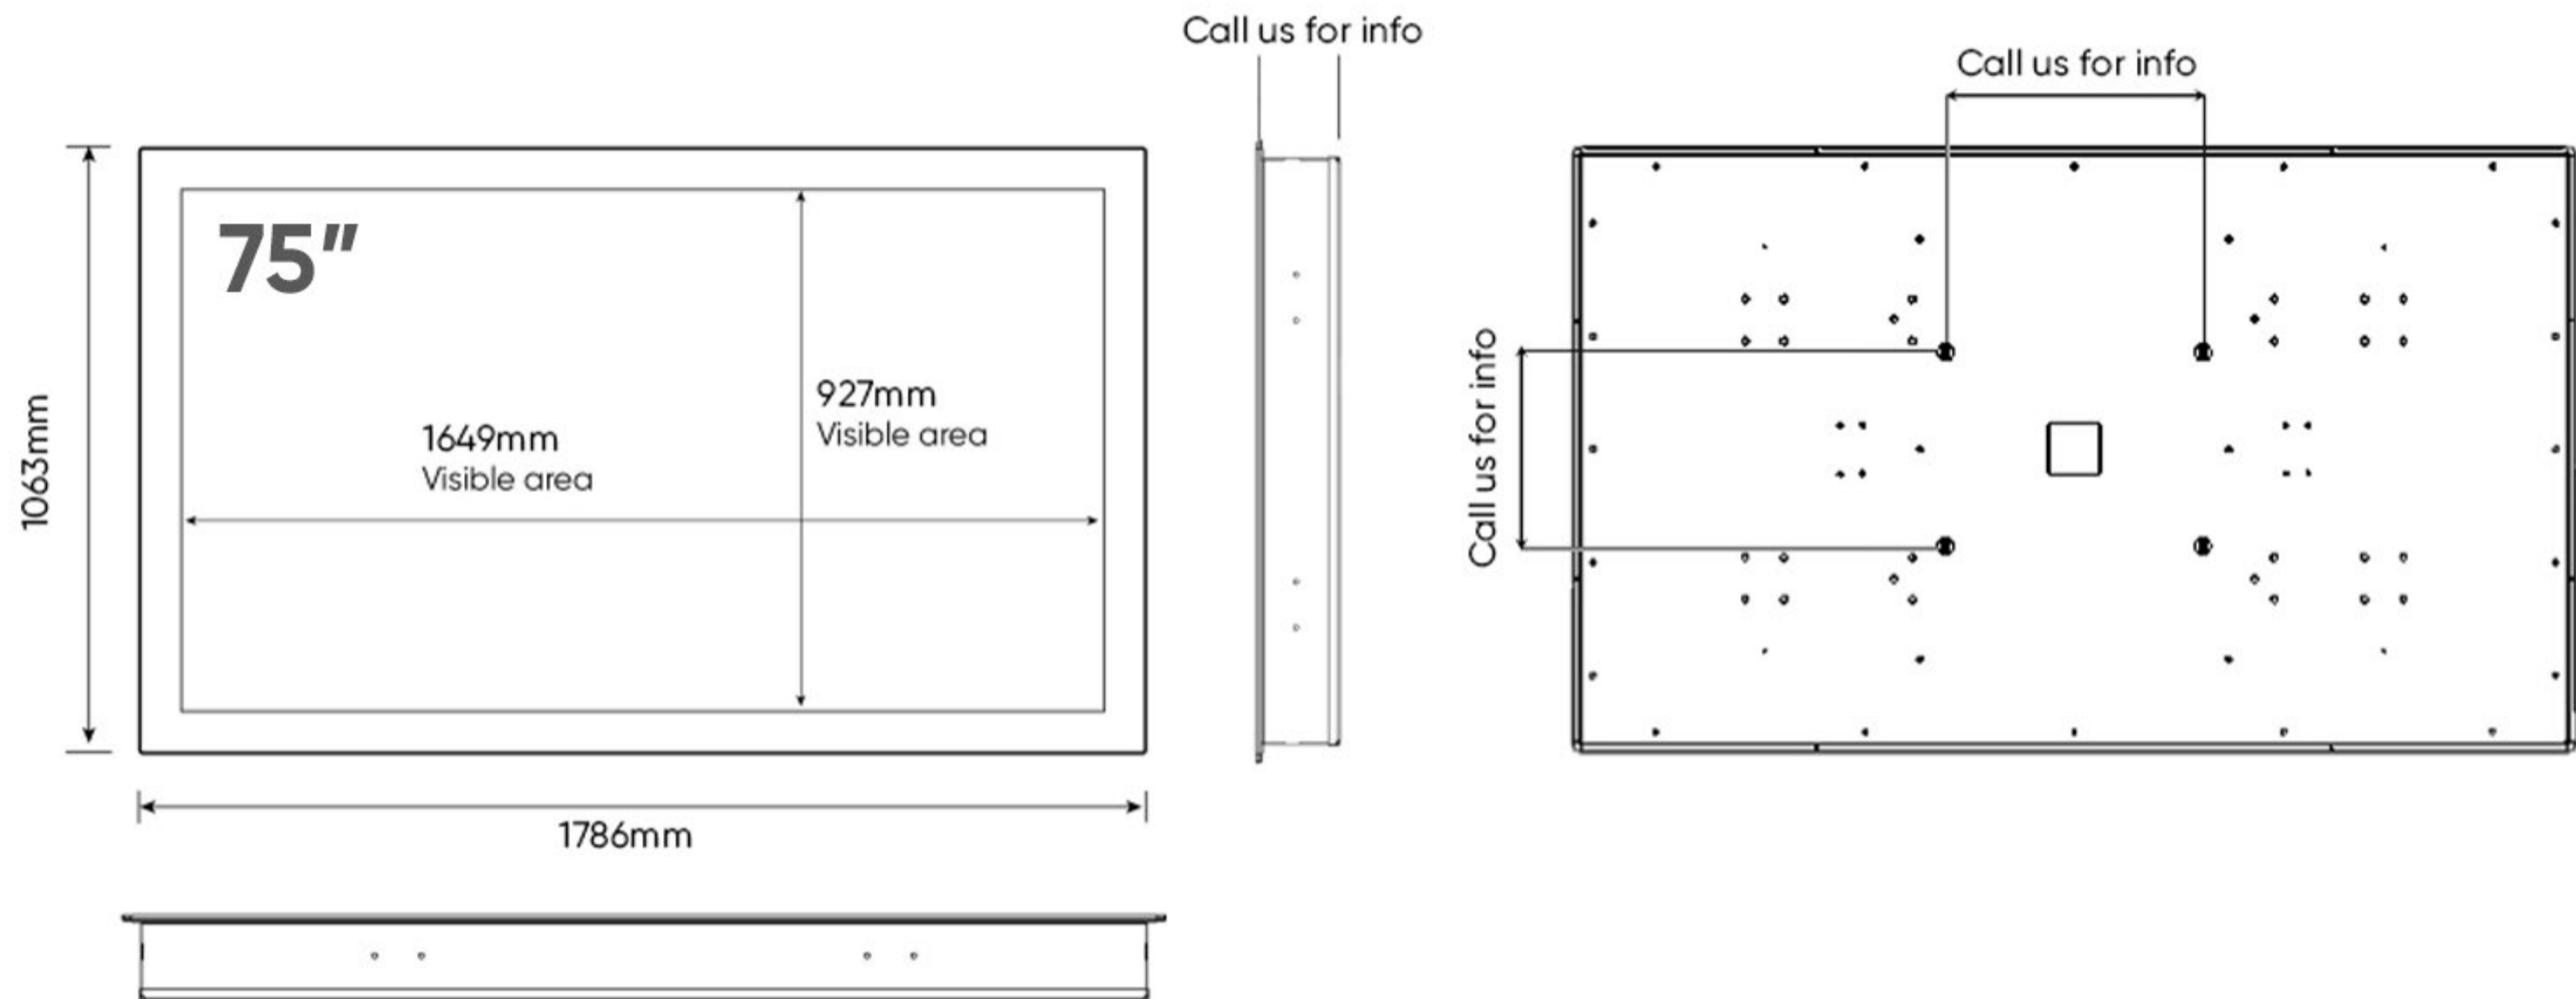 Call us for info
Call us for info
75"
1063mm
927mm
Visible area
1649mm
Visible area
Call us for info
1786mm